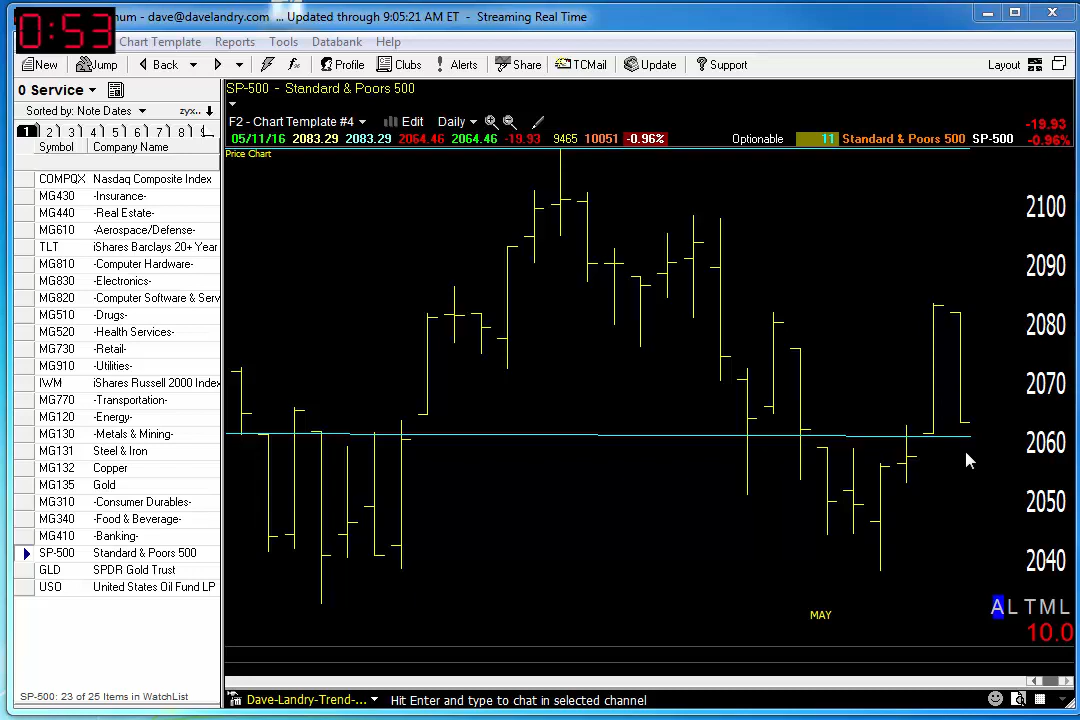 0:53
num - dave@davelandry.com ... Updated through 9:05:21 AM ET - Streaming Real Time
Chart Template Reports Tools Databank Help
New Jump Back Profile Clubs Alerts Share TCMail Update Support Layout
0 Service
Sorted by: Note Dates zyx..
1 2 3 4 5 6 7 8
Symbol Company Name
COMPQX Nasdaq Composite Index
MG430 -Insurance-
MG440 -Real Estate-
MG610 -Aerospace/Defense-
TLT iShares Barclays 20+ Year
MG810 -Computer Hardware-
MG830 -Electronics-
MG820 -Computer Software & Serv
MG510 -Drugs-
MG520 -Health Services-
MG730 -Retail-
MG910 -Utilities-
IWM iShares Russell 2000 Index
MG770 -Transportation-
MG120 -Energy-
MG130 -Metals & Mining-
MG131 Steel & Iron
MG132 Copper
MG135 Gold
MG310 -Consumer Durables-
MG340 -Food & Beverage-
MG410 -Banking-
SP-500 Standard & Poors 500
GLD SPDR Gold Trust
USO United States Oil Fund LP
SP-500: 23 of 25 Items in WatchList
SP-500 - Standard & Poors 500
F2 - Chart Template #4 Edit Daily
05/11/16 2083.29 2083.29 2064.46 2064.46 -19.93 9465 10051 -0.96% Optionable 11 Standard & Poors 500 SP-500
-19.93
-0.96%
Price Chart
2100
2090
2080
2070
2060
2050
2040
MAY
A L T M L
10.0
Dave-Landry-Tren-... Hit Enter and type to chat in selected channel